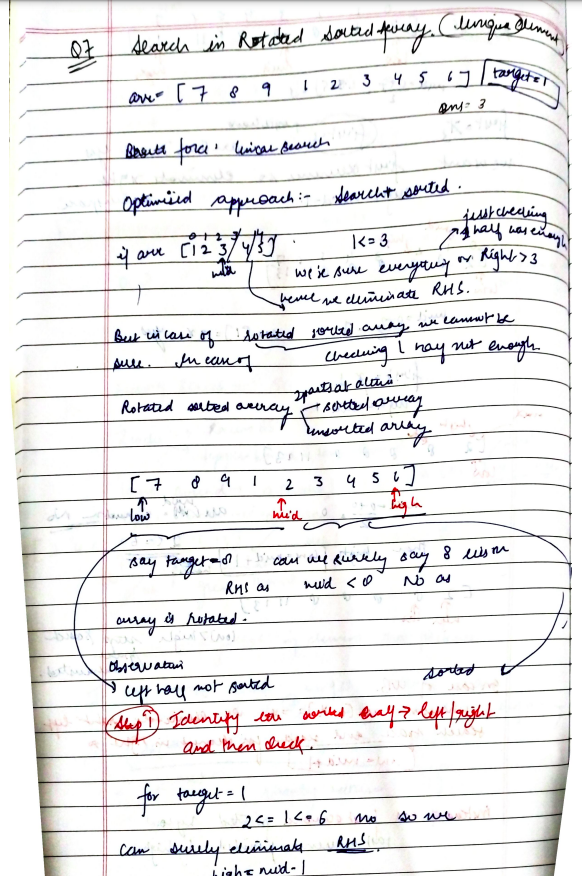 Q7 Search in Rotated Sorted Array. (Unique Element)
arr = [ 7 8 9 1 2 3 4 5 6 ] target = 1
ans = 3
Brute force : linear search
Optimised approach :- Search + sorted .
0 1 2 3 4
if arr [ 1 2 3 4 5 ] 1 <= 3
just checking
1 half was enough
mid we're sure everything on Right > 3
hence we eliminate RHS.
But in case of rotated sorted array we cannot be
sure. In case of checking 1 may not enough.
2 parts
Rotated sorted array sorted array
unsorted array
[ 7 8 9 1 2 3 4 5 6 ]
low mid high
say target = 8 can we surely say 8 lies on
RHS as mid < 8 No as
array is rotated .
Observation
left half not sorted sorted
Step 1 Identify the sorted half → left/right
and then check .
for target = 1
2 <= 1 <= 6 no so we
can surely eliminate RHS
high = mid - 1